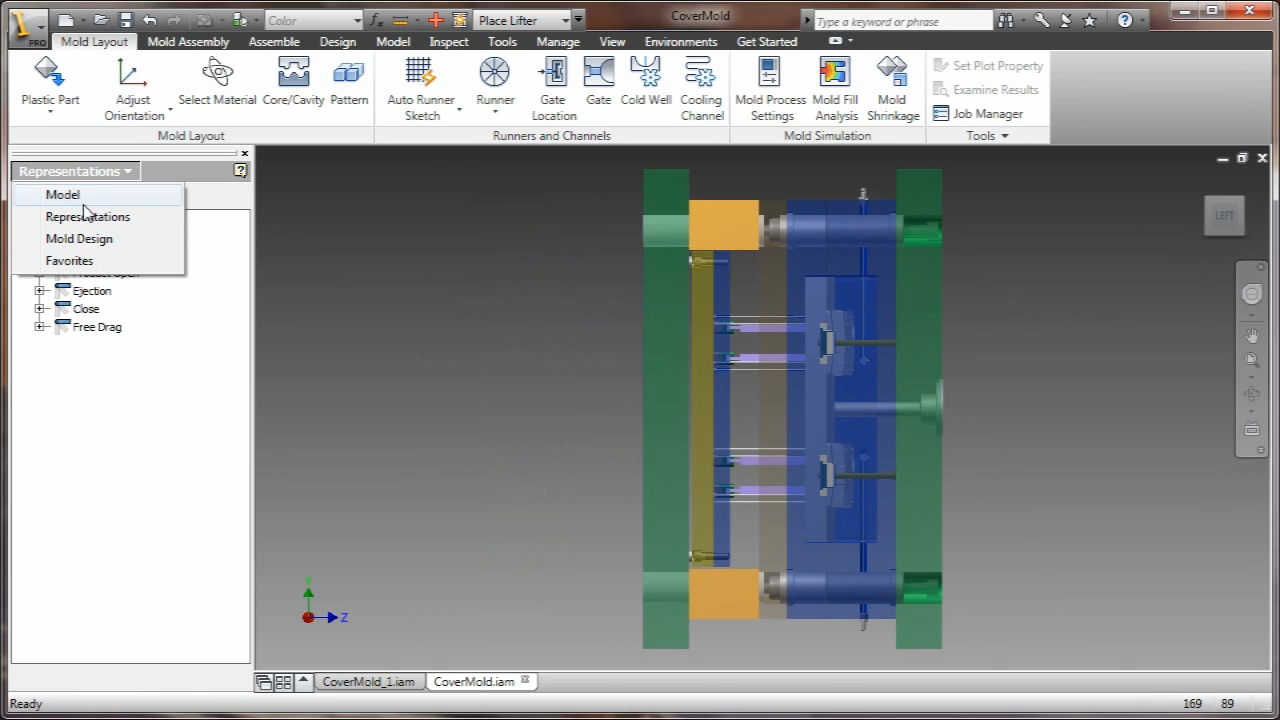 Color
Place Lifter
CoverMold
Type a keyword or phrase
PRO
Mold Layout
Mold Assembly
Assemble
Design
Model
Inspect
Tools
Manage
View
Environments
Get Started
Plastic Part
Adjust Orientation
Select Material
Core/Cavity
Pattern
Auto Runner Sketch
Runner
Gate Location
Gate
Cold Well
Cooling Channel
Mold Process Settings
Mold Fill Analysis
Mold Shrinkage
Set Plot Property
Examine Results
Job Manager
Mold Layout
Runners and Channels
Mold Simulation
Tools
Representations
Model
Representations
Mold Design
Favorites
Ejection
Close
Free Drag
LEFT
Y
Z
CoverMold_1.iam
CoverMold.iam
Ready
169
89